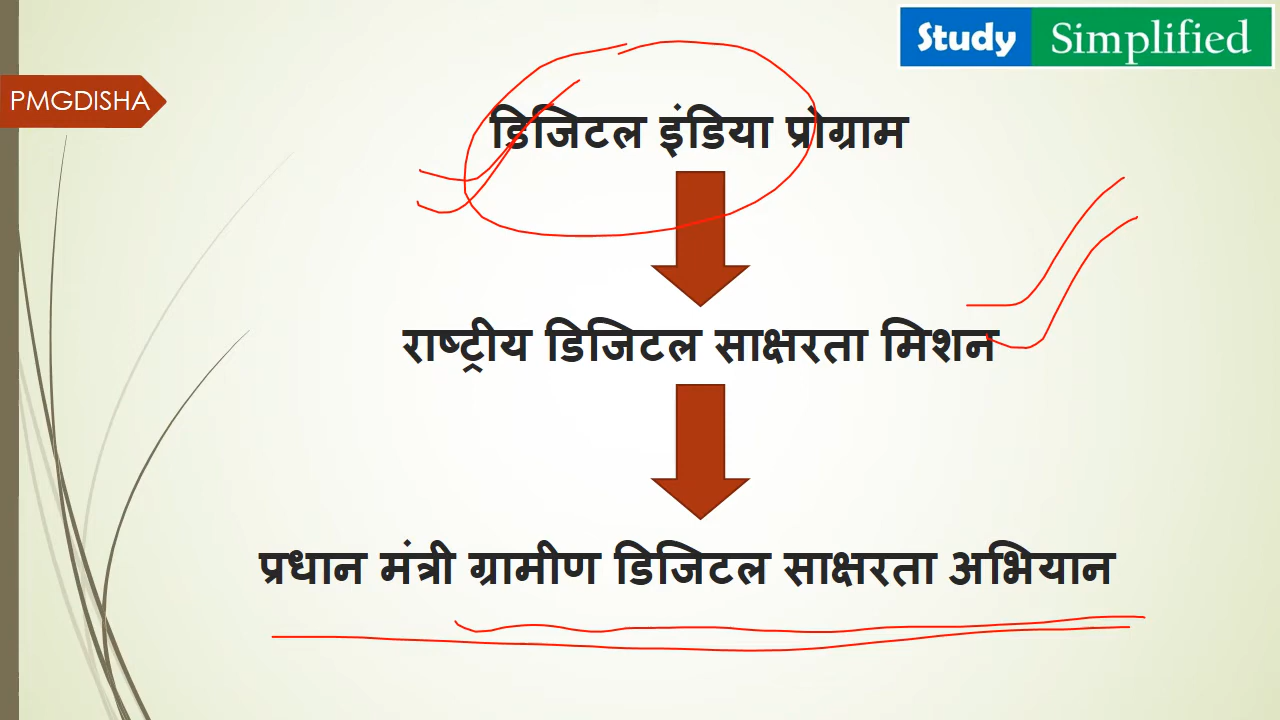 Study Simplified
PMGDISHA
डिजिटल इंडिया प्रोग्राम
राष्ट्रीय डिजिटल साक्षरता मिशन
प्रधान मंत्री ग्रामीण डिजिटल साक्षरता अभियान